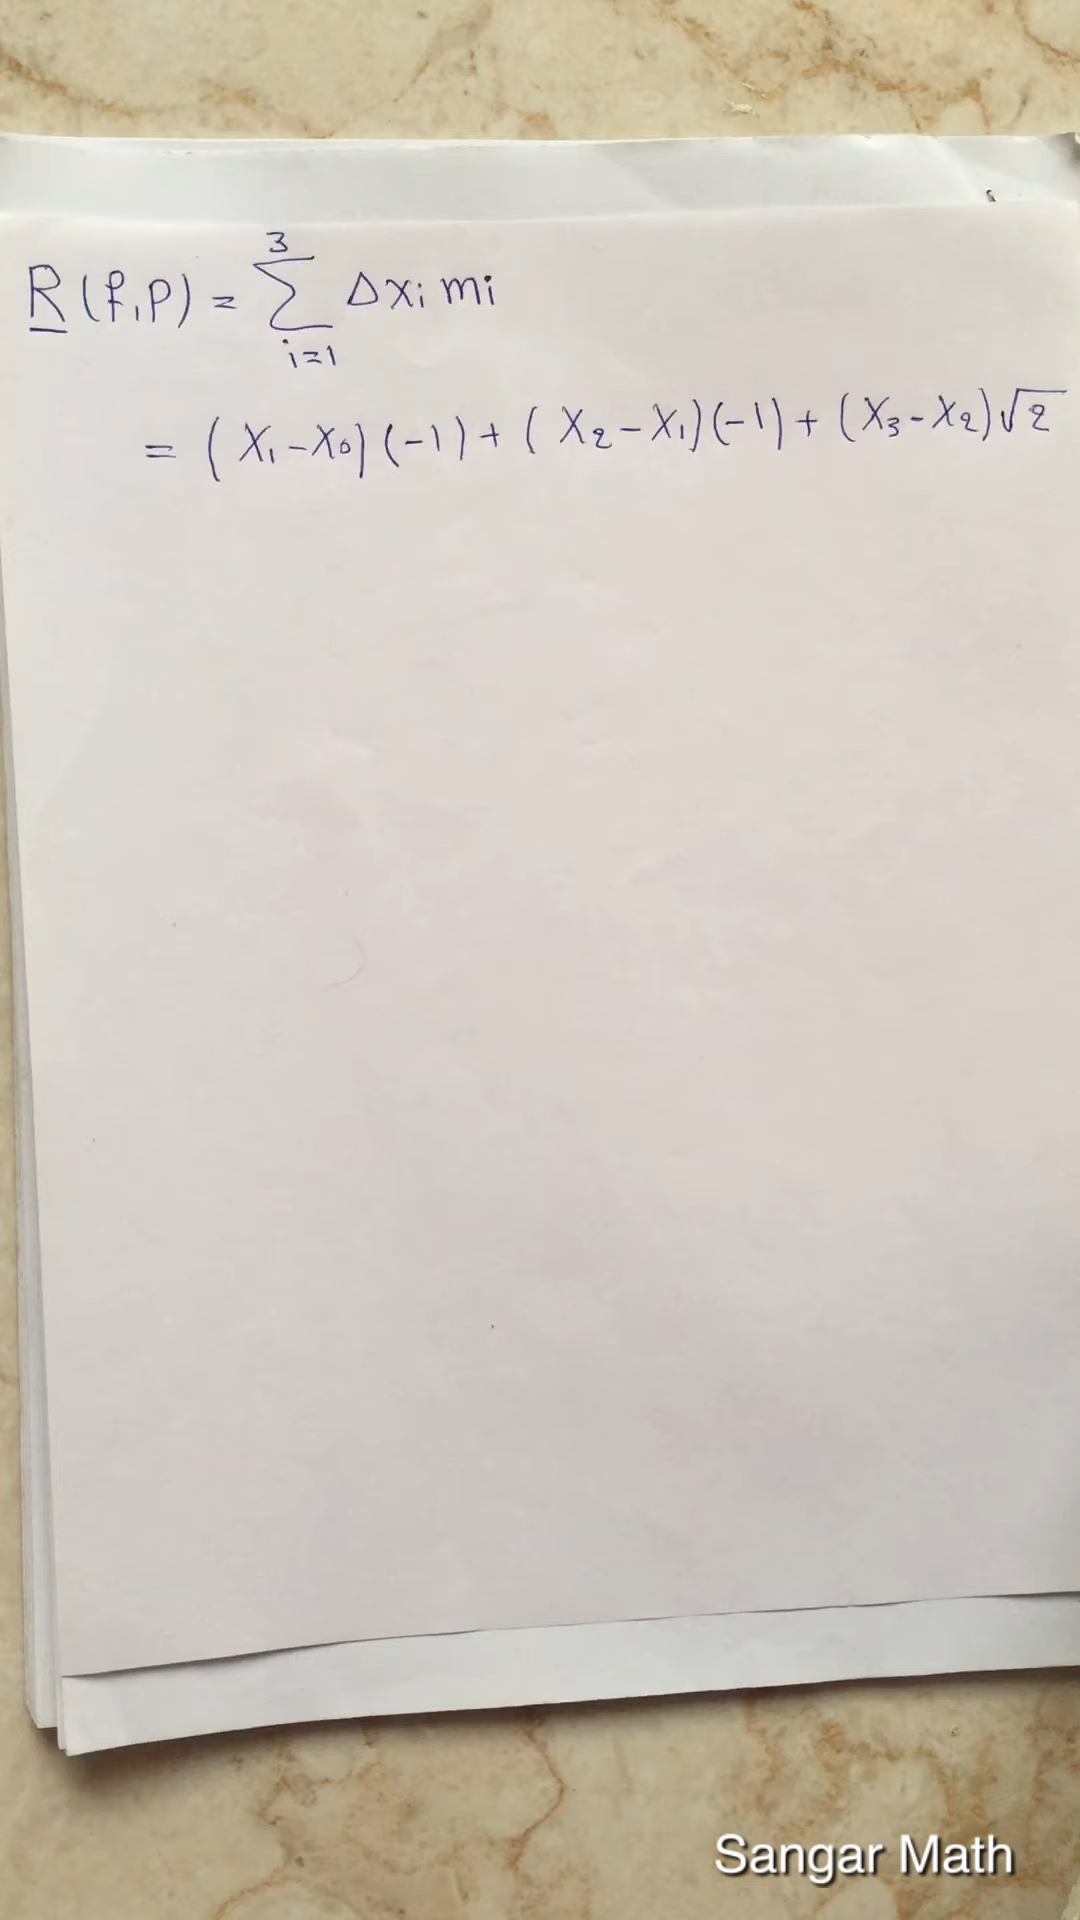 R(f,P) = 3∑i=1 Δxi mi
= (x₁-x₀)(-1)+(x₂-x₁)(-1)+(x₃-x₂)√2
Sangar Math